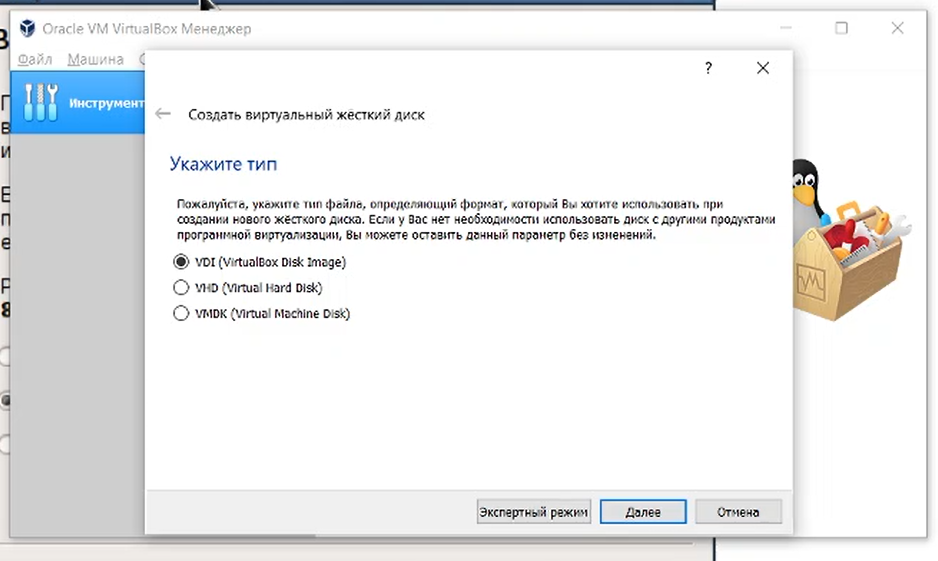 Oracle VM VirtualBox Менеджер
Файл Машина
Инструмент
?
Создать виртуальный жёсткий диск
Укажите тип
Пожалуйста, укажите тип файла, определяющий формат, который Вы хотите использовать при
создании нового жёсткого диска. Если у Вас нет необходимости использовать диск с другими продуктами
программной виртуализации, Вы можете оставить данный параметр без изменений.
VDI (VirtualBox Disk Image)
VHD (Virtual Hard Disk)
VMDK (Virtual Machine Disk)
Экспертный режим Далее Отмена